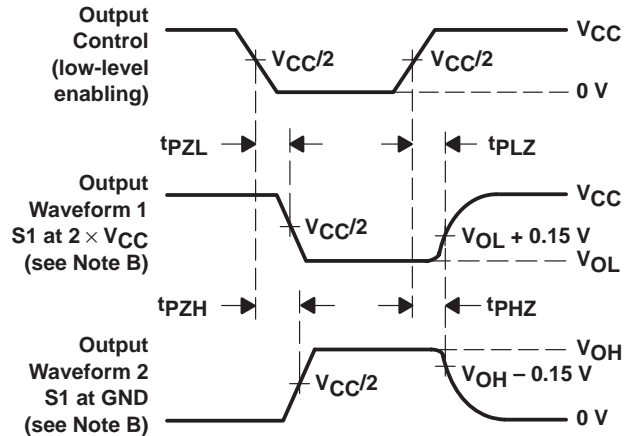 Output
Control
(low-level
enabling)
VCC/2
VCC/2
VCC
0 V
tPZL
tPLZ
Output
Waveform 1
S1 at 2 × VCC
(see Note B)
VCC/2
VCC
VOL + 0.15 V
VOL
tPZH
tPHZ
Output
Waveform 2
S1 at GND
(see Note B)
VCC/2
VOH
VOH – 0.15 V
0 V